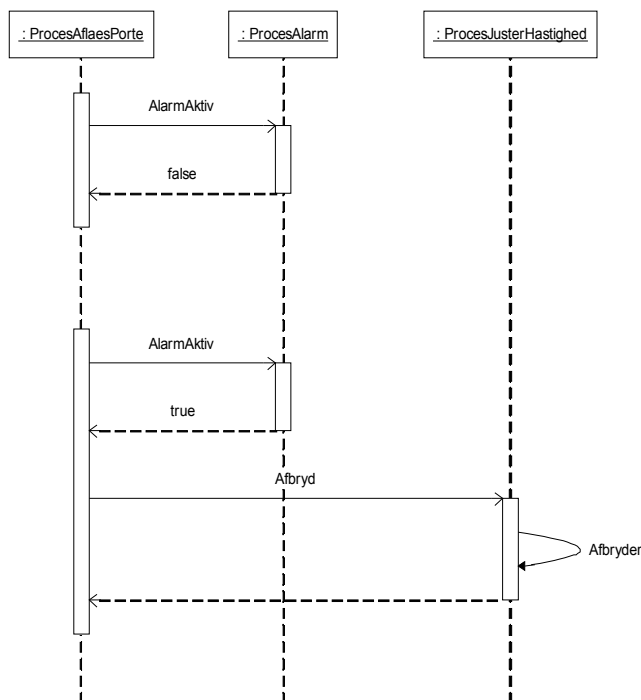 : ProcesAflaesPorte
: ProcesAlarm
: ProcesJusterHastighed
AlarmAktiv
false
AlarmAktiv
true
Afbryd
Afbryder